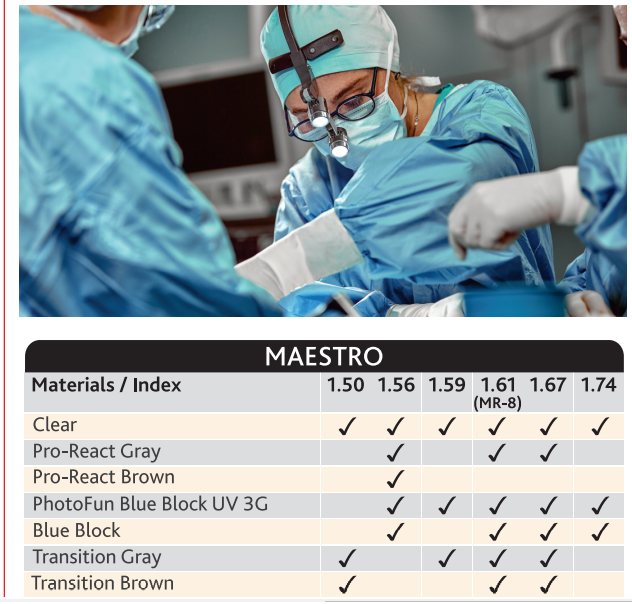 MAESTRO
Materials / Index 1.50 1.56 1.59 1.61 1.67 1.74
(MR-8)
Clear ✓ ✓ ✓ ✓ ✓ ✓
Pro-React Gray ✓ ✓ ✓
Pro-React Brown ✓
PhotoFun Blue Block UV 3G ✓ ✓ ✓ ✓ ✓
Blue Block ✓ ✓ ✓ ✓
Transition Gray ✓ ✓ ✓ ✓
Transition Brown ✓ ✓ ✓